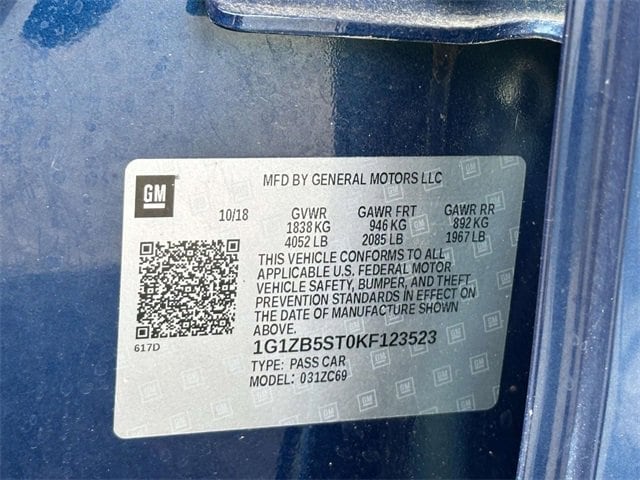 GM
MFD BY GENERAL MOTORS LLC
10/18 GVWR GAWR FRT GAWR RR
1838 KG 946 KG 892 KG
4052 LB 2085 LB 1967 LB
THIS VEHICLE CONFORMS TO ALL
APPLICABLE U.S. FEDERAL MOTOR
VEHICLE SAFETY, BUMPER, AND THEFT
PREVENTION STANDARDS IN EFFECT ON
THE DATE OF MANUFACTURE SHOWN
ABOVE.
617D
1G1ZB5ST0KF123523
TYPE: PASS CAR
MODEL: 031ZC69